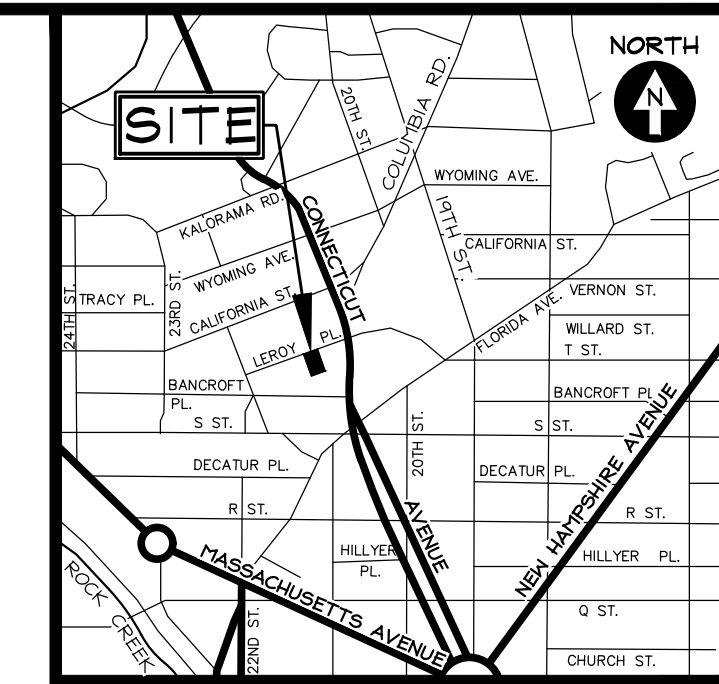 NORTH
N
SITE
20TH ST.
COLUMBIA RD.
WYOMING AVE.
KALORAMA RD.
CONNECTICUT
19TH ST.
CALIFORNIA ST.
WYOMING AVE.
24TH ST.
TRACY PL.
23RD ST.
CALIFORNIA ST.
VERNON ST.
FLORIDA AVE.
WILLARD ST.
T ST.
LEROY PL.
BANCROFT
PL.
BANCROFT PL
S ST.
S ST.
20TH ST.
DECATUR PL.
DECATUR PL.
NEW HAMPSHIRE AVENUE
R ST.
R ST.
AVENUE
HILLYER
PL.
HILLYER PL.
MASSACHUSETTS AVENUE
ROCK
CREEK
22ND ST.
Q ST.
CHURCH ST.